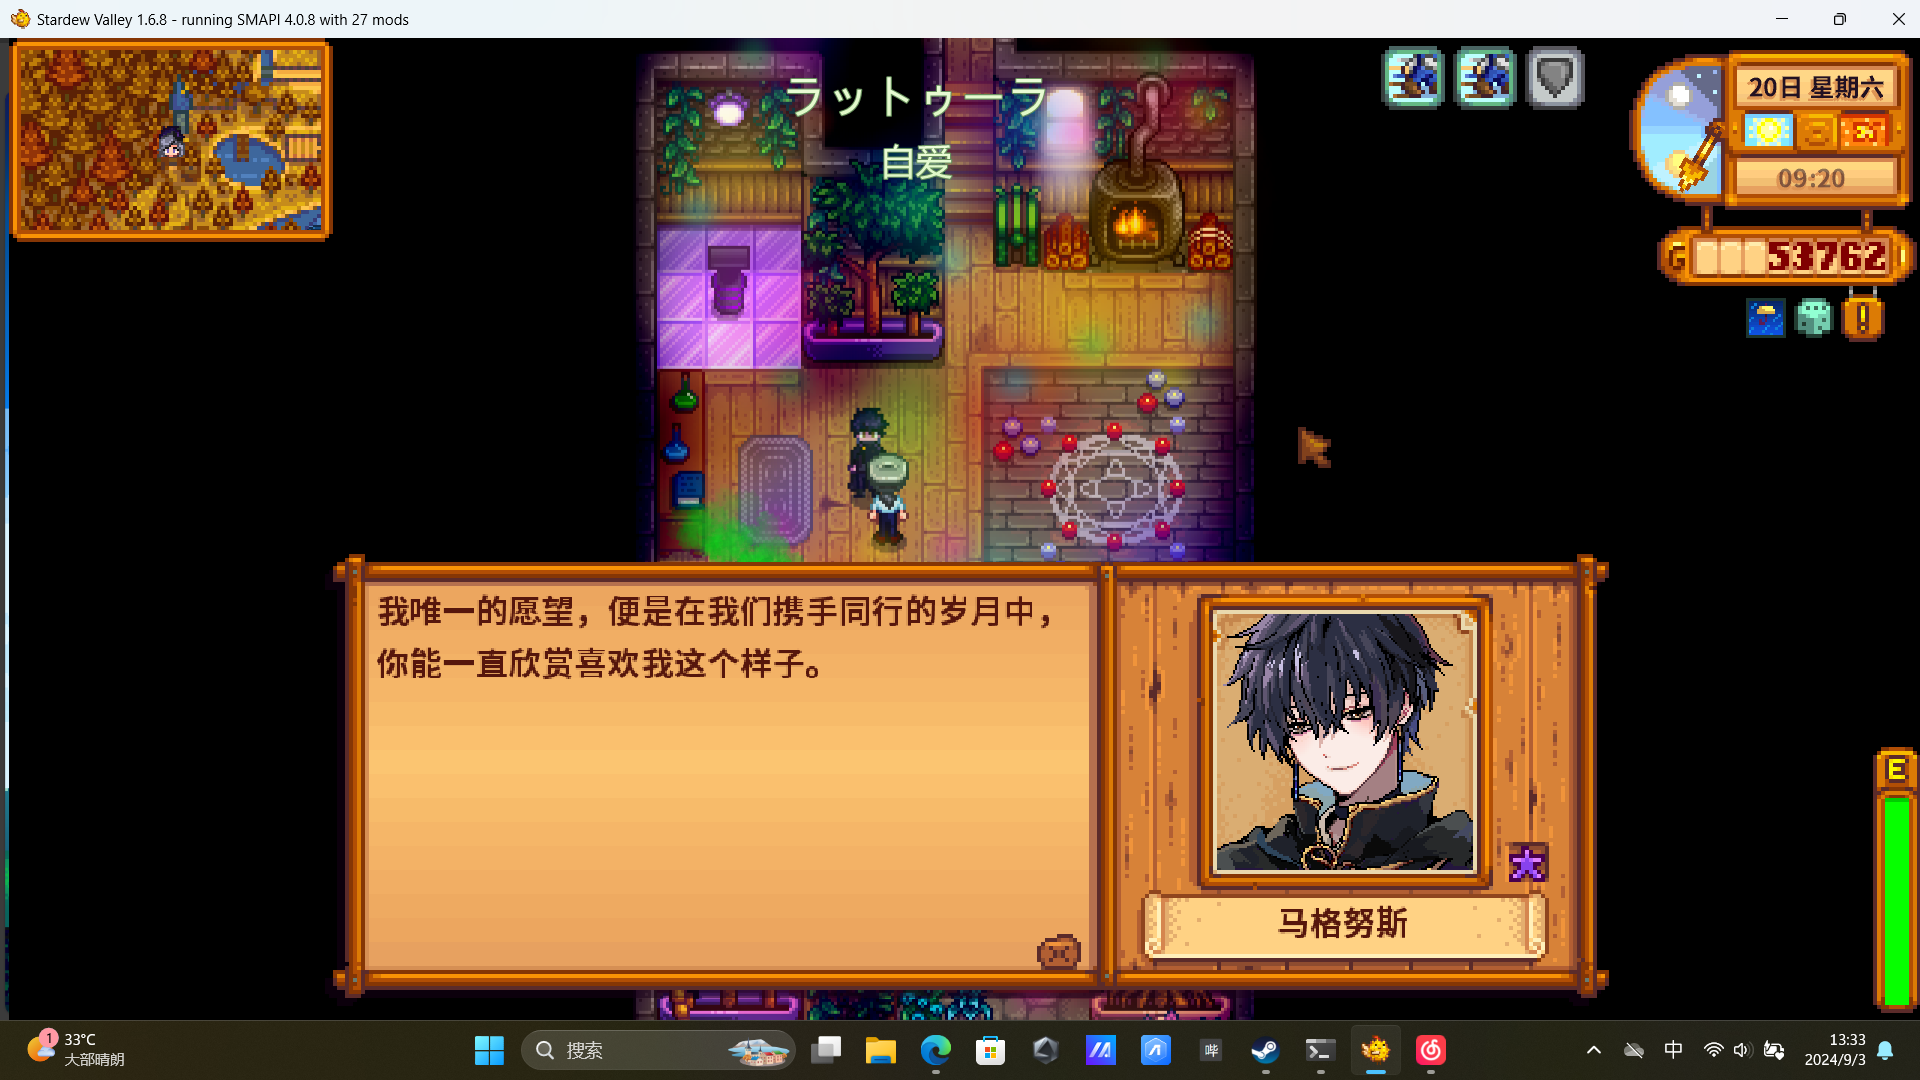 Stardew Valley 1.6.8 - running SMAPI 4.0.8 with 27 mods
ラットゥーラ
自爱
20日 星期六
09:20
G 53762
我唯一的愿望，便是在我们携手同行的岁月中，
你能一直欣赏喜欢我这个样子。
马格努斯
E
1
33°C
大部晴朗
搜索
哔
中
13:33
2024/9/3